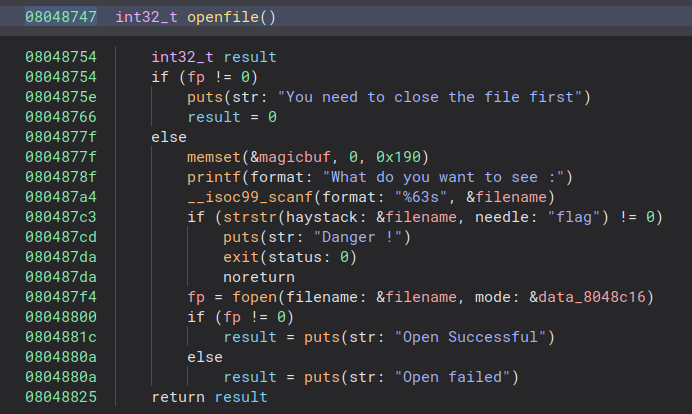 08048747 int32_t openfile()
08048754 int32_t result
08048754 if (fp != 0)
0804875e puts(str: "You need to close the file first")
08048766 result = 0
0804877f else
0804877f memset(&magicbuf, 0, 0x190)
0804878f printf(format: "What do you want to see :")
080487a4 __isoc99_scanf(format: "%63s", &filename)
080487c3 if (strstr(haystack: &filename, needle: "flag") != 0)
080487cd puts(str: "Danger !")
080487da exit(status: 0)
080487da noreturn
080487f4 fp = fopen(filename: &filename, mode: &data_8048c16)
08048800 if (fp != 0)
0804881c result = puts(str: "Open Successful")
0804880a else
0804880a result = puts(str: "Open failed")
08048825 return result